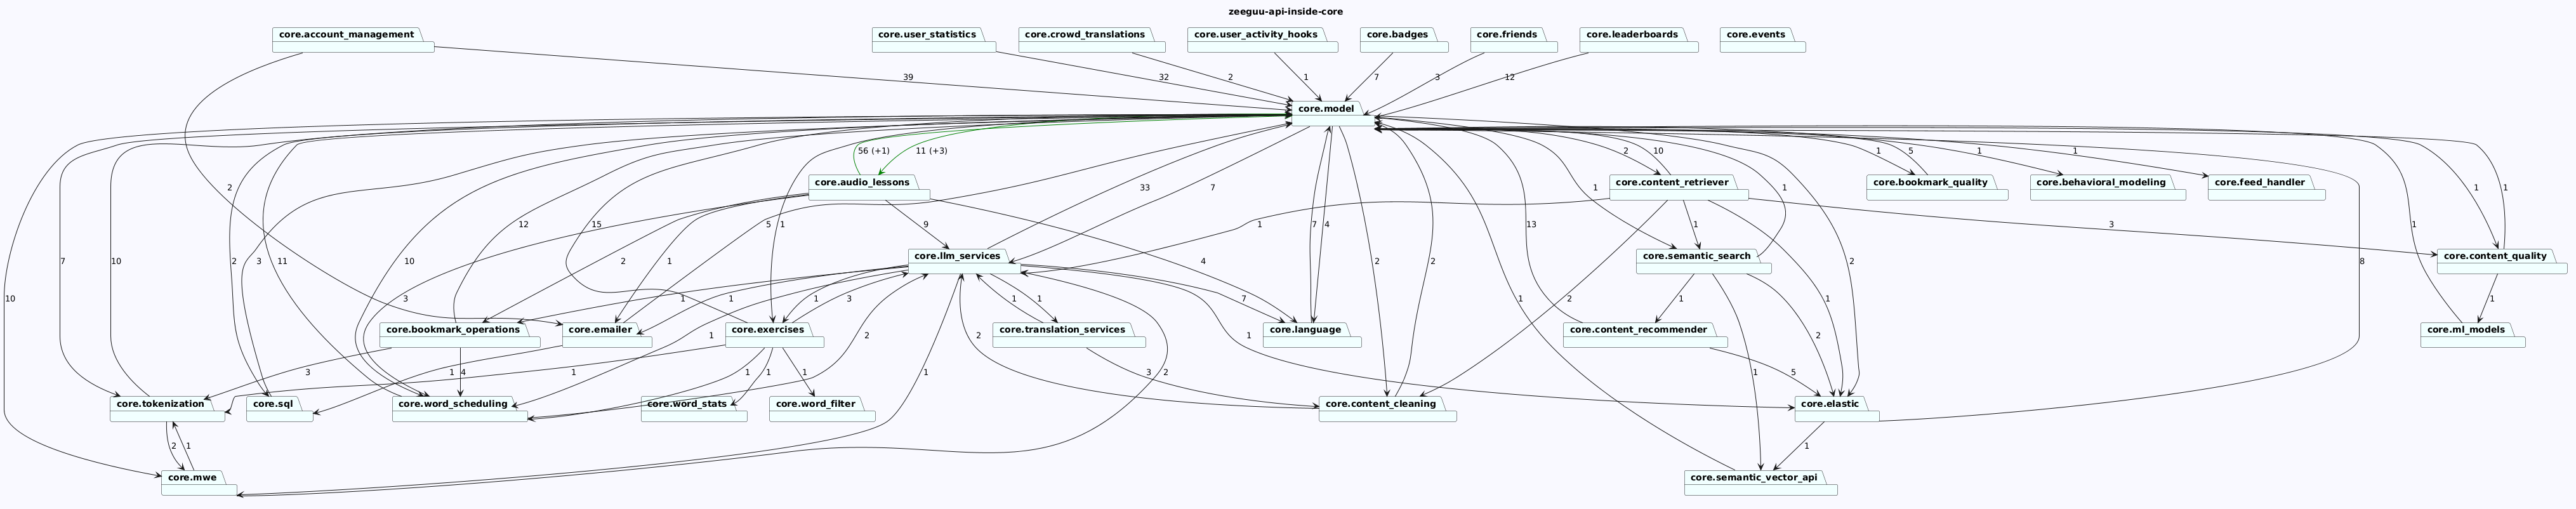 zeeguu-api-inside-core
core.account_management
core.user_statistics
core.crowd_translations
core.user_activity_hooks
core.badges
core.friends
core.leaderboards
core.events
39
32
2
1
7
3
12
core.model
56 (+1)
11 (+3)
2
10
1
5
1
1
core.audio_lessons
core.content_retriever
core.bookmark_quality
core.behavioral_modeling
core.feed_handler
2
33
7
1
1
2
1
1
12
5
15
1
7
4
1
13
1
3
1
9
core.llm_services
core.semantic_search
core.content_quality
10
7
10
2
3
11
10
3
2
1
4
2
2
1
1
1
1
3
1
1
7
1
2
1
core.bookmark_operations
core.emailer
core.exercises
core.translation_services
core.language
core.content_recommender
core.ml_models
3
4
1
1
1
1
1
1
2
2
3
1
5
1
8
core.tokenization
core.sql
core.word_scheduling
core.word_stats
core.word_filter
core.content_cleaning
core.elastic
2
1
1
2
1
core.mwe
core.semantic_vector_api